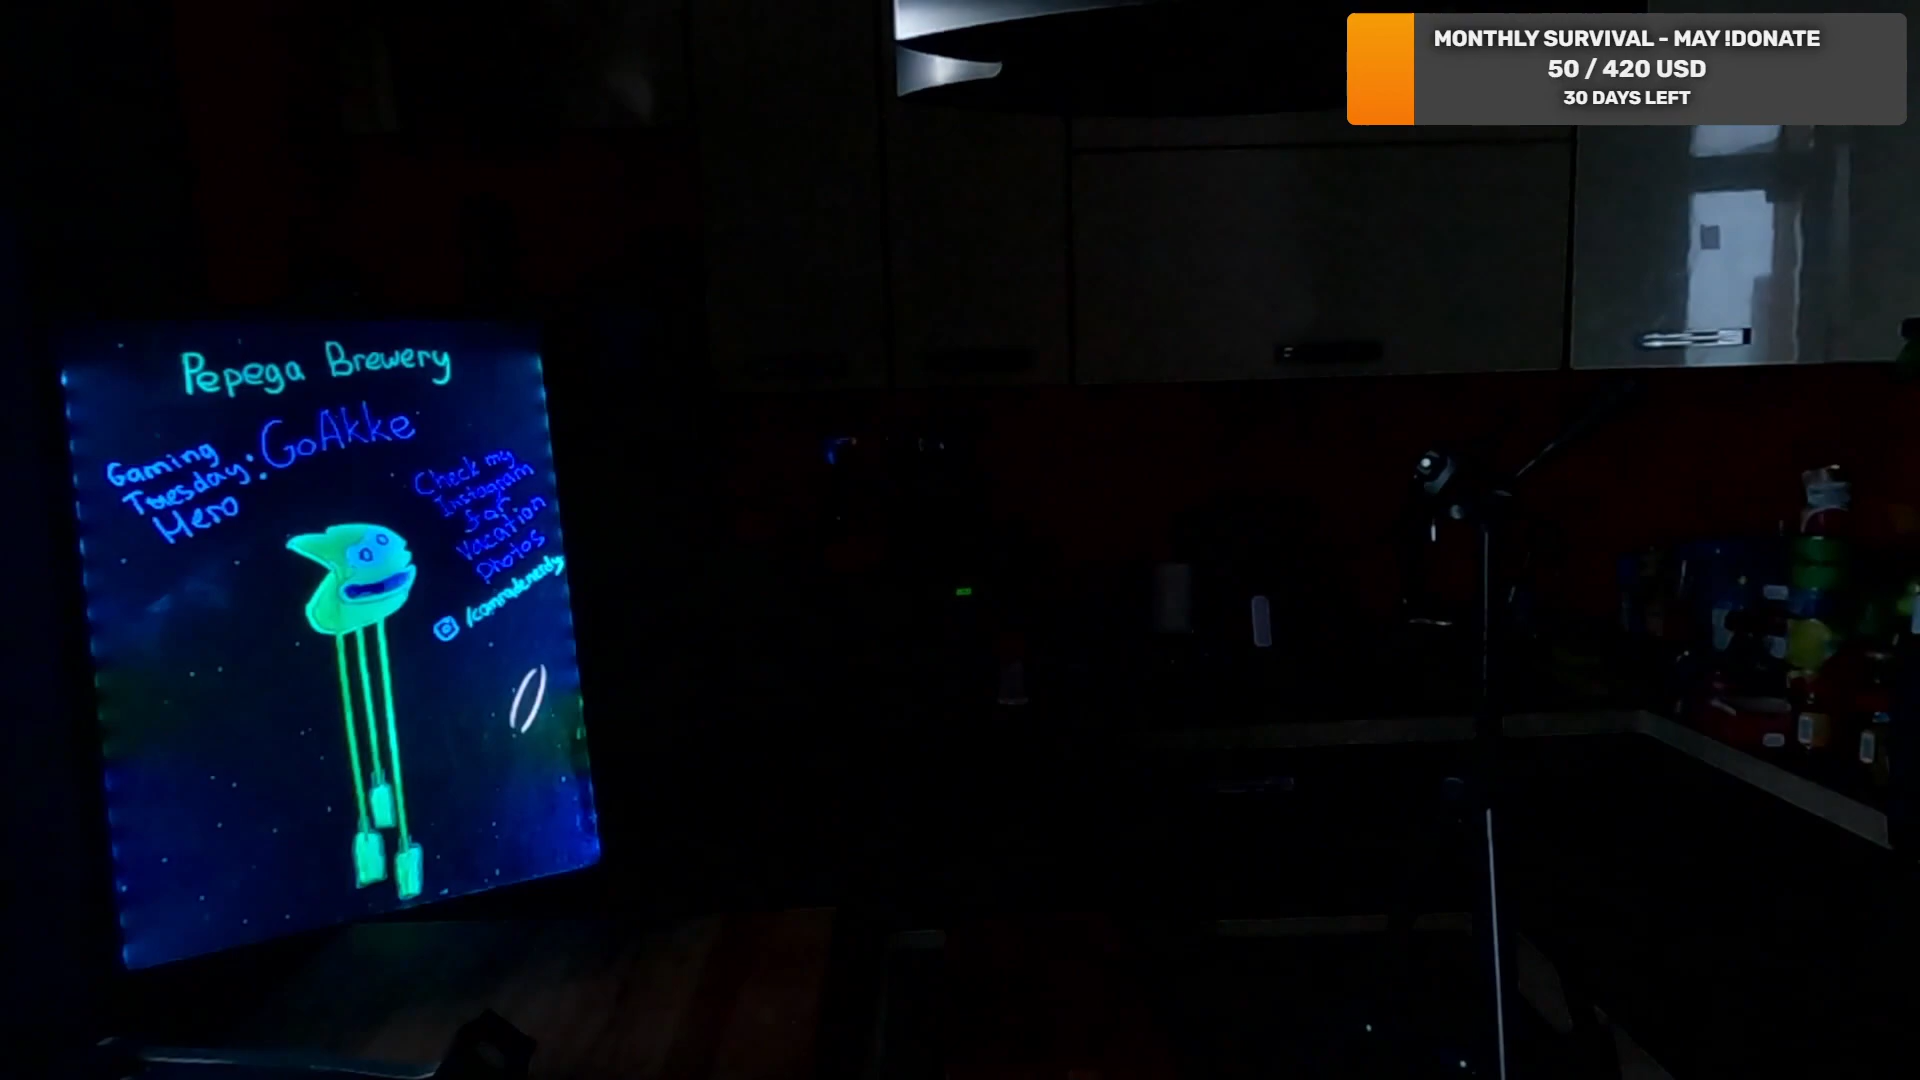 MONTHLY SURVIVAL - MAY !DONATE
50 / 420 USD
30 DAYS LEFT
Pepega Brewery
Gaming
Tuesday:
Hero
GoAkke
Check my
Instagram
for
vacation
photos
/comradenerdy